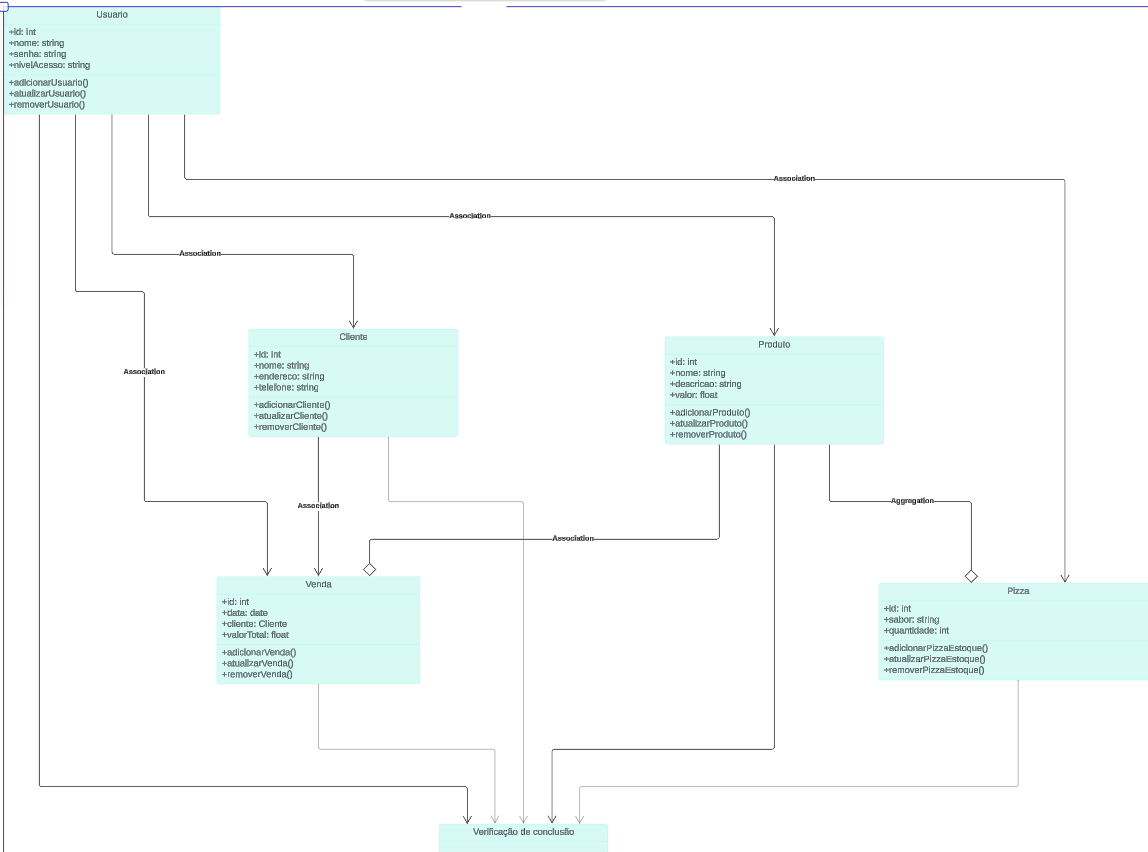 Usuario
+id: int
+nome: string
+senha: string
+nivelAcesso: string
+adicionarUsuario()
+atualizarUsuario()
+removerUsuario()
Association
Association
Association
Association
Cliente
+id: int
+nome: string
+endereco: string
+telefone: string
+adicionarCliente()
+atualizarCliente()
+removerCliente()
Produto
+id: int
+nome: string
+descricao: string
+valor: float
+adicionarProduto()
+atualizarProduto()
+removerProduto()
Association
Aggregation
Association
Venda
+id: int
+data: date
+cliente: Cliente
+valorTotal: float
+adicionarVenda()
+atualizarVenda()
+removerVenda()
Pizza
+id: int
+sabor: string
+quantidade: int
+adicionarPizzaEstoque()
+atualizarPizzaEstoque()
+removerPizzaEstoque()
Verificação de conclusão